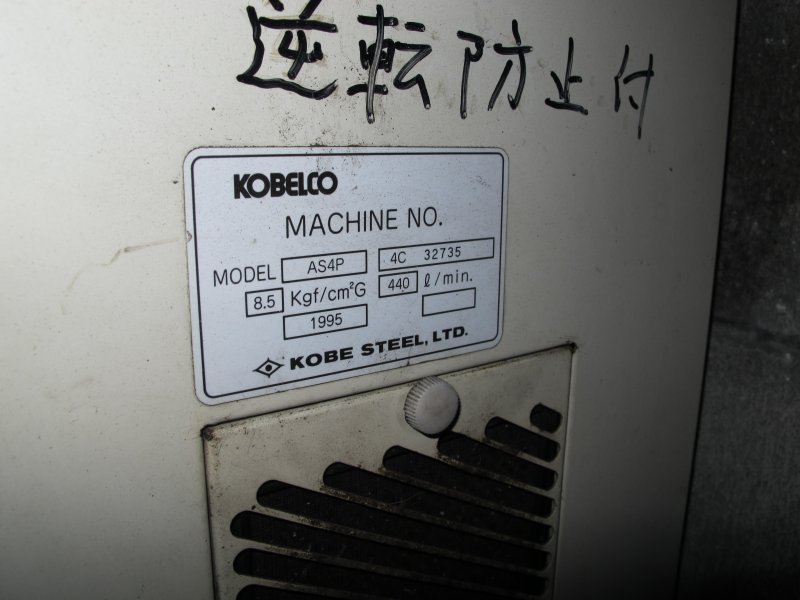 逆転防止付
KOBELCO
MACHINE NO.
MODEL AS4P 4C 32735
8.5 Kgf/cm²G 440 ℓ/min.
1995
KOBE STEEL, LTD.